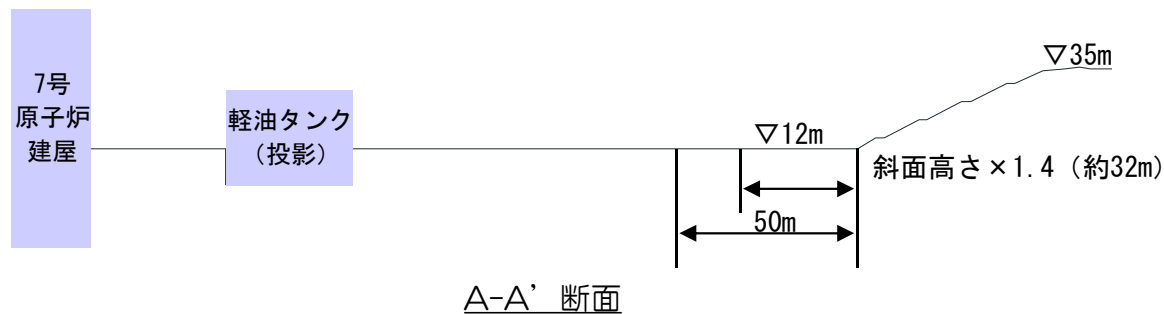 7号
原子炉
建屋
軽油タンク
（投影）
▽12m
▽35m
斜面高さ×1.4（約32m）
50m
A-A’断面